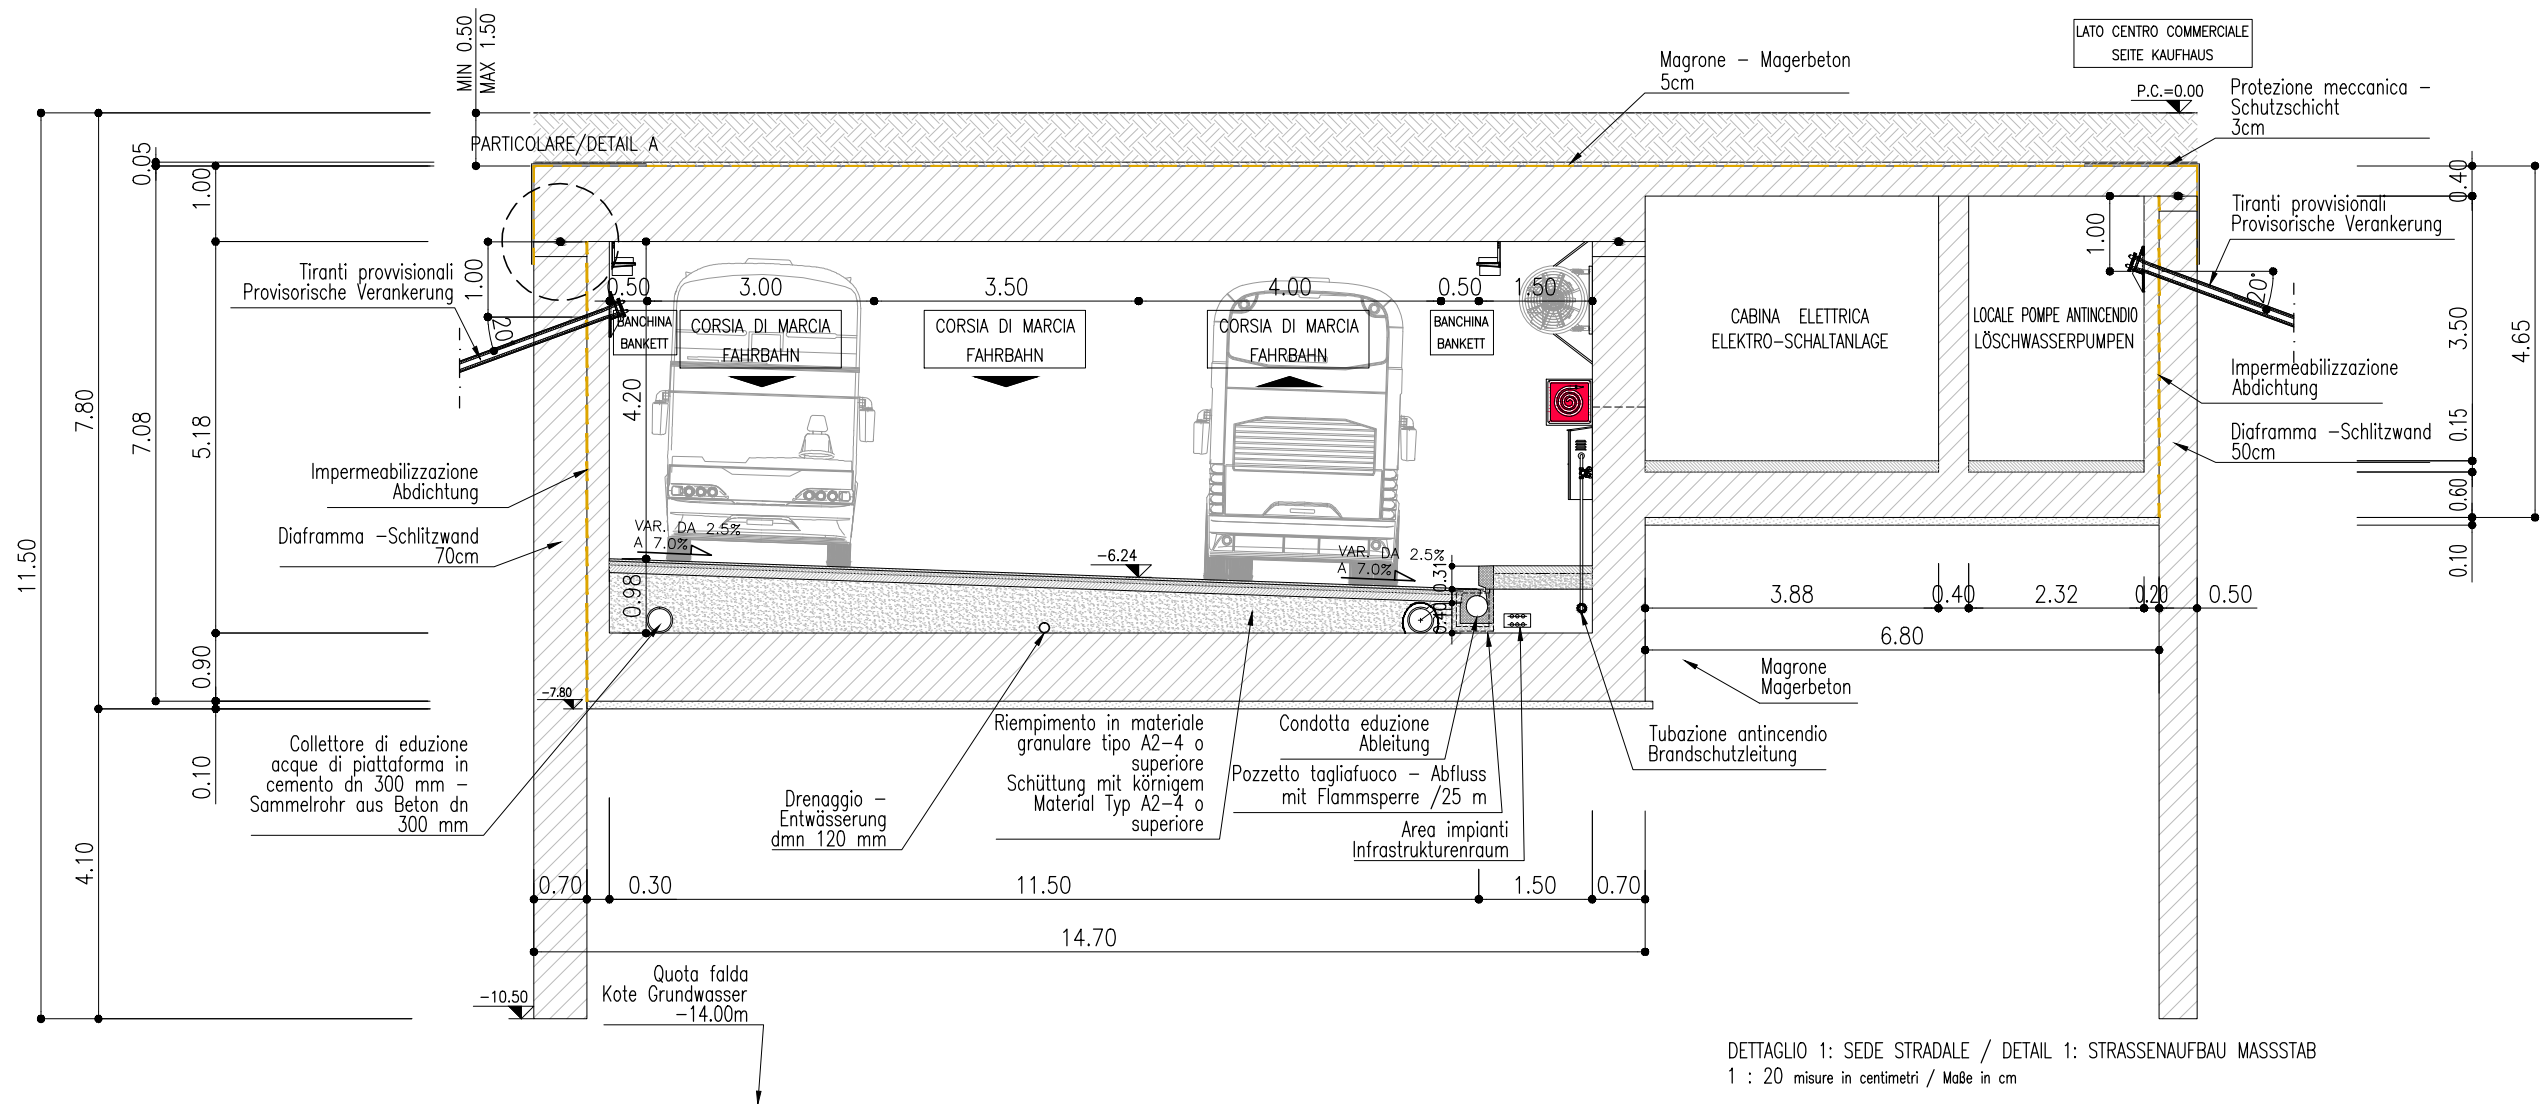 LATO CENTRO COMMERCIALE
SEITE KAUFHAUS
MIN 0.50
MAX 1.50
Magrone - Magerbeton
5cm
P.C.=0.00
Protezione meccanica -
Schutzschicht
3cm
PARTICOLARE/DETAIL A
0.05
1.00
7.80
7.08
5.18
11.50
0.90
0.10
4.10
Tiranti provvisionali
Provisorische Verankerung
1.00
20°
Impermeabilizzazione
Abdichtung
Diaframma -Schlitzwand
70cm
0.50
3.00
3.50
4.00
0.50
1.50
BANCHINA
BANKETT
CORSIA DI MARCIA
FAHRBAHN
CORSIA DI MARCIA
FAHRBAHN
CORSIA DI MARCIA
FAHRBAHN
BANCHINA
BANKETT
4.20
0.98
VAR. DA 2.5%
A 7.0%
-6.24
VAR. DA 2.5%
A 7.0%
0.31
0.40
CABINA ELETTRICA
ELEKTRO-SCHALTANLAGE
LOCALE POMPE ANTINCENDIO
LÖSCHWASSERPUMPEN
1.00
20°
Tiranti provvisionali
Provisorische Verankerung
Impermeabilizzazione
Abdichtung
Diaframma -Schlitzwand
50cm
0.40
3.50
4.65
0.15
0.60
0.10
3.88
0.40
2.32
0.20
0.50
6.80
Magrone
Magerbeton
-7.80
Collettore di eduzione
acque di piattaforma in
cemento dn 300 mm -
Sammelrohr aus Beton dn
300 mm
Drenaggio -
Entwässerung
dmn 120 mm
Riempimento in materiale
granulare tipo A2-4 o
superiore
Schüttung mit körnigem
Material Typ A2-4 o
superiore
Condotta eduzione
Ableitung
Pozzetto tagliafuoco - Abfluss
mit Flammsperre /25 m
Area impianti
Infrastrukturenraum
Tubazione antincendio
Brandschutzleitung
0.70
0.30
11.50
1.50
0.70
14.70
Quota falda
Kote Grundwasser
-14.00m
-10.50
DETTAGLIO 1: SEDE STRADALE / DETAIL 1: STRASSENAUFBAU MASSSTAB
1 : 20 misure in centimetri / Maße in cm